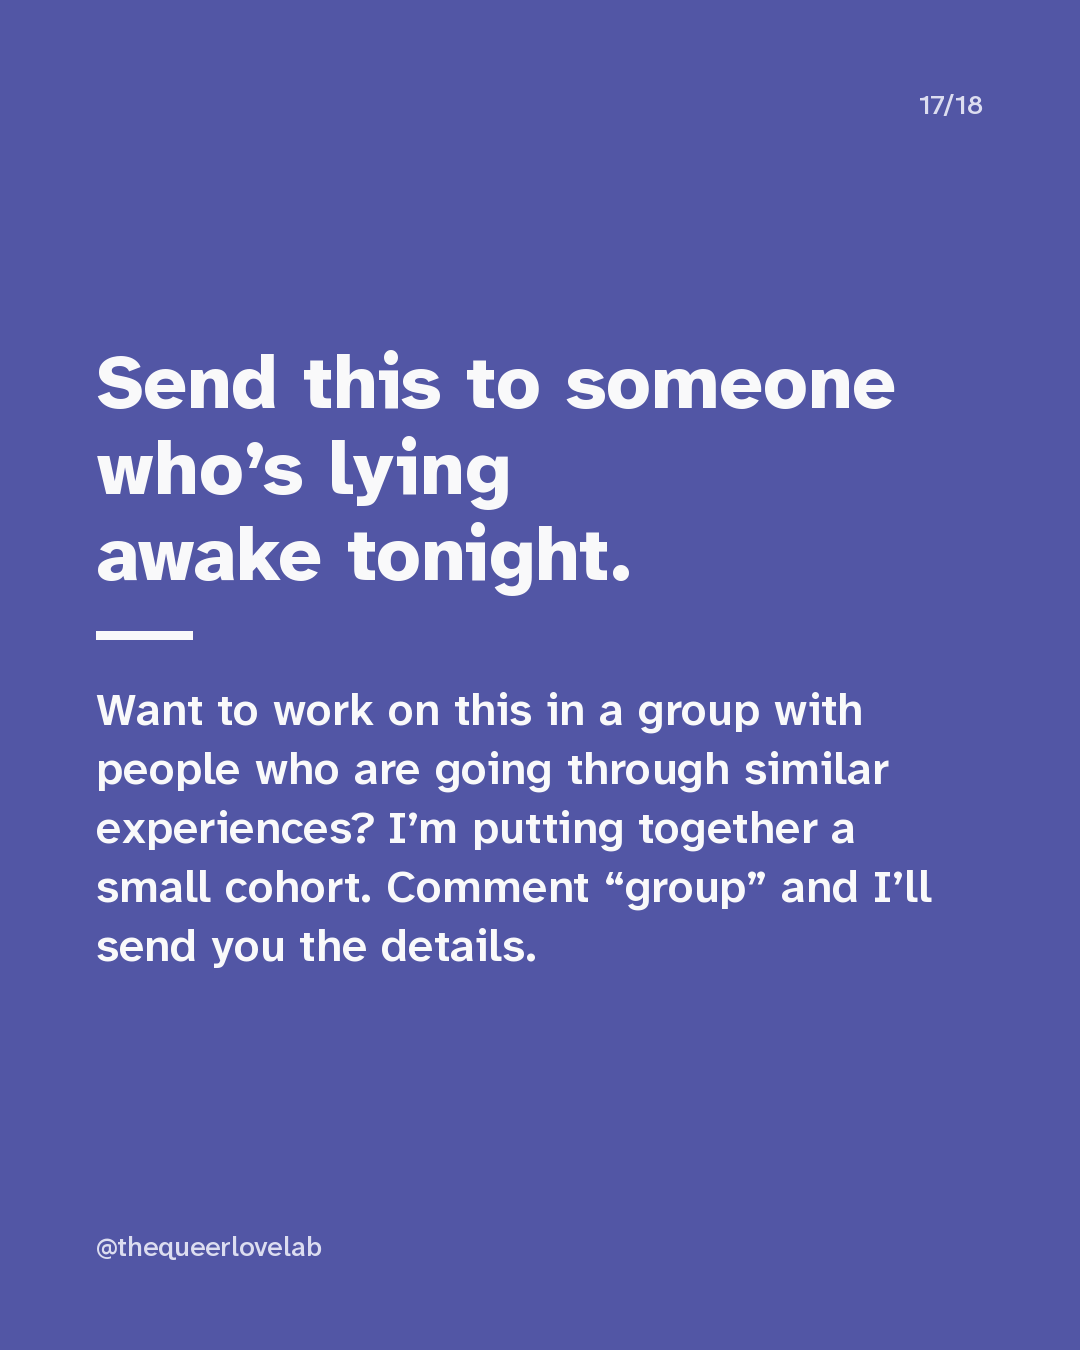 17/18
Send this to someone
who’s lying
awake tonight.
Want to work on this in a group with
people who are going through similar
experiences? I’m putting together a
small cohort. Comment “group” and I’ll
send you the details.
@thequeerlovelab